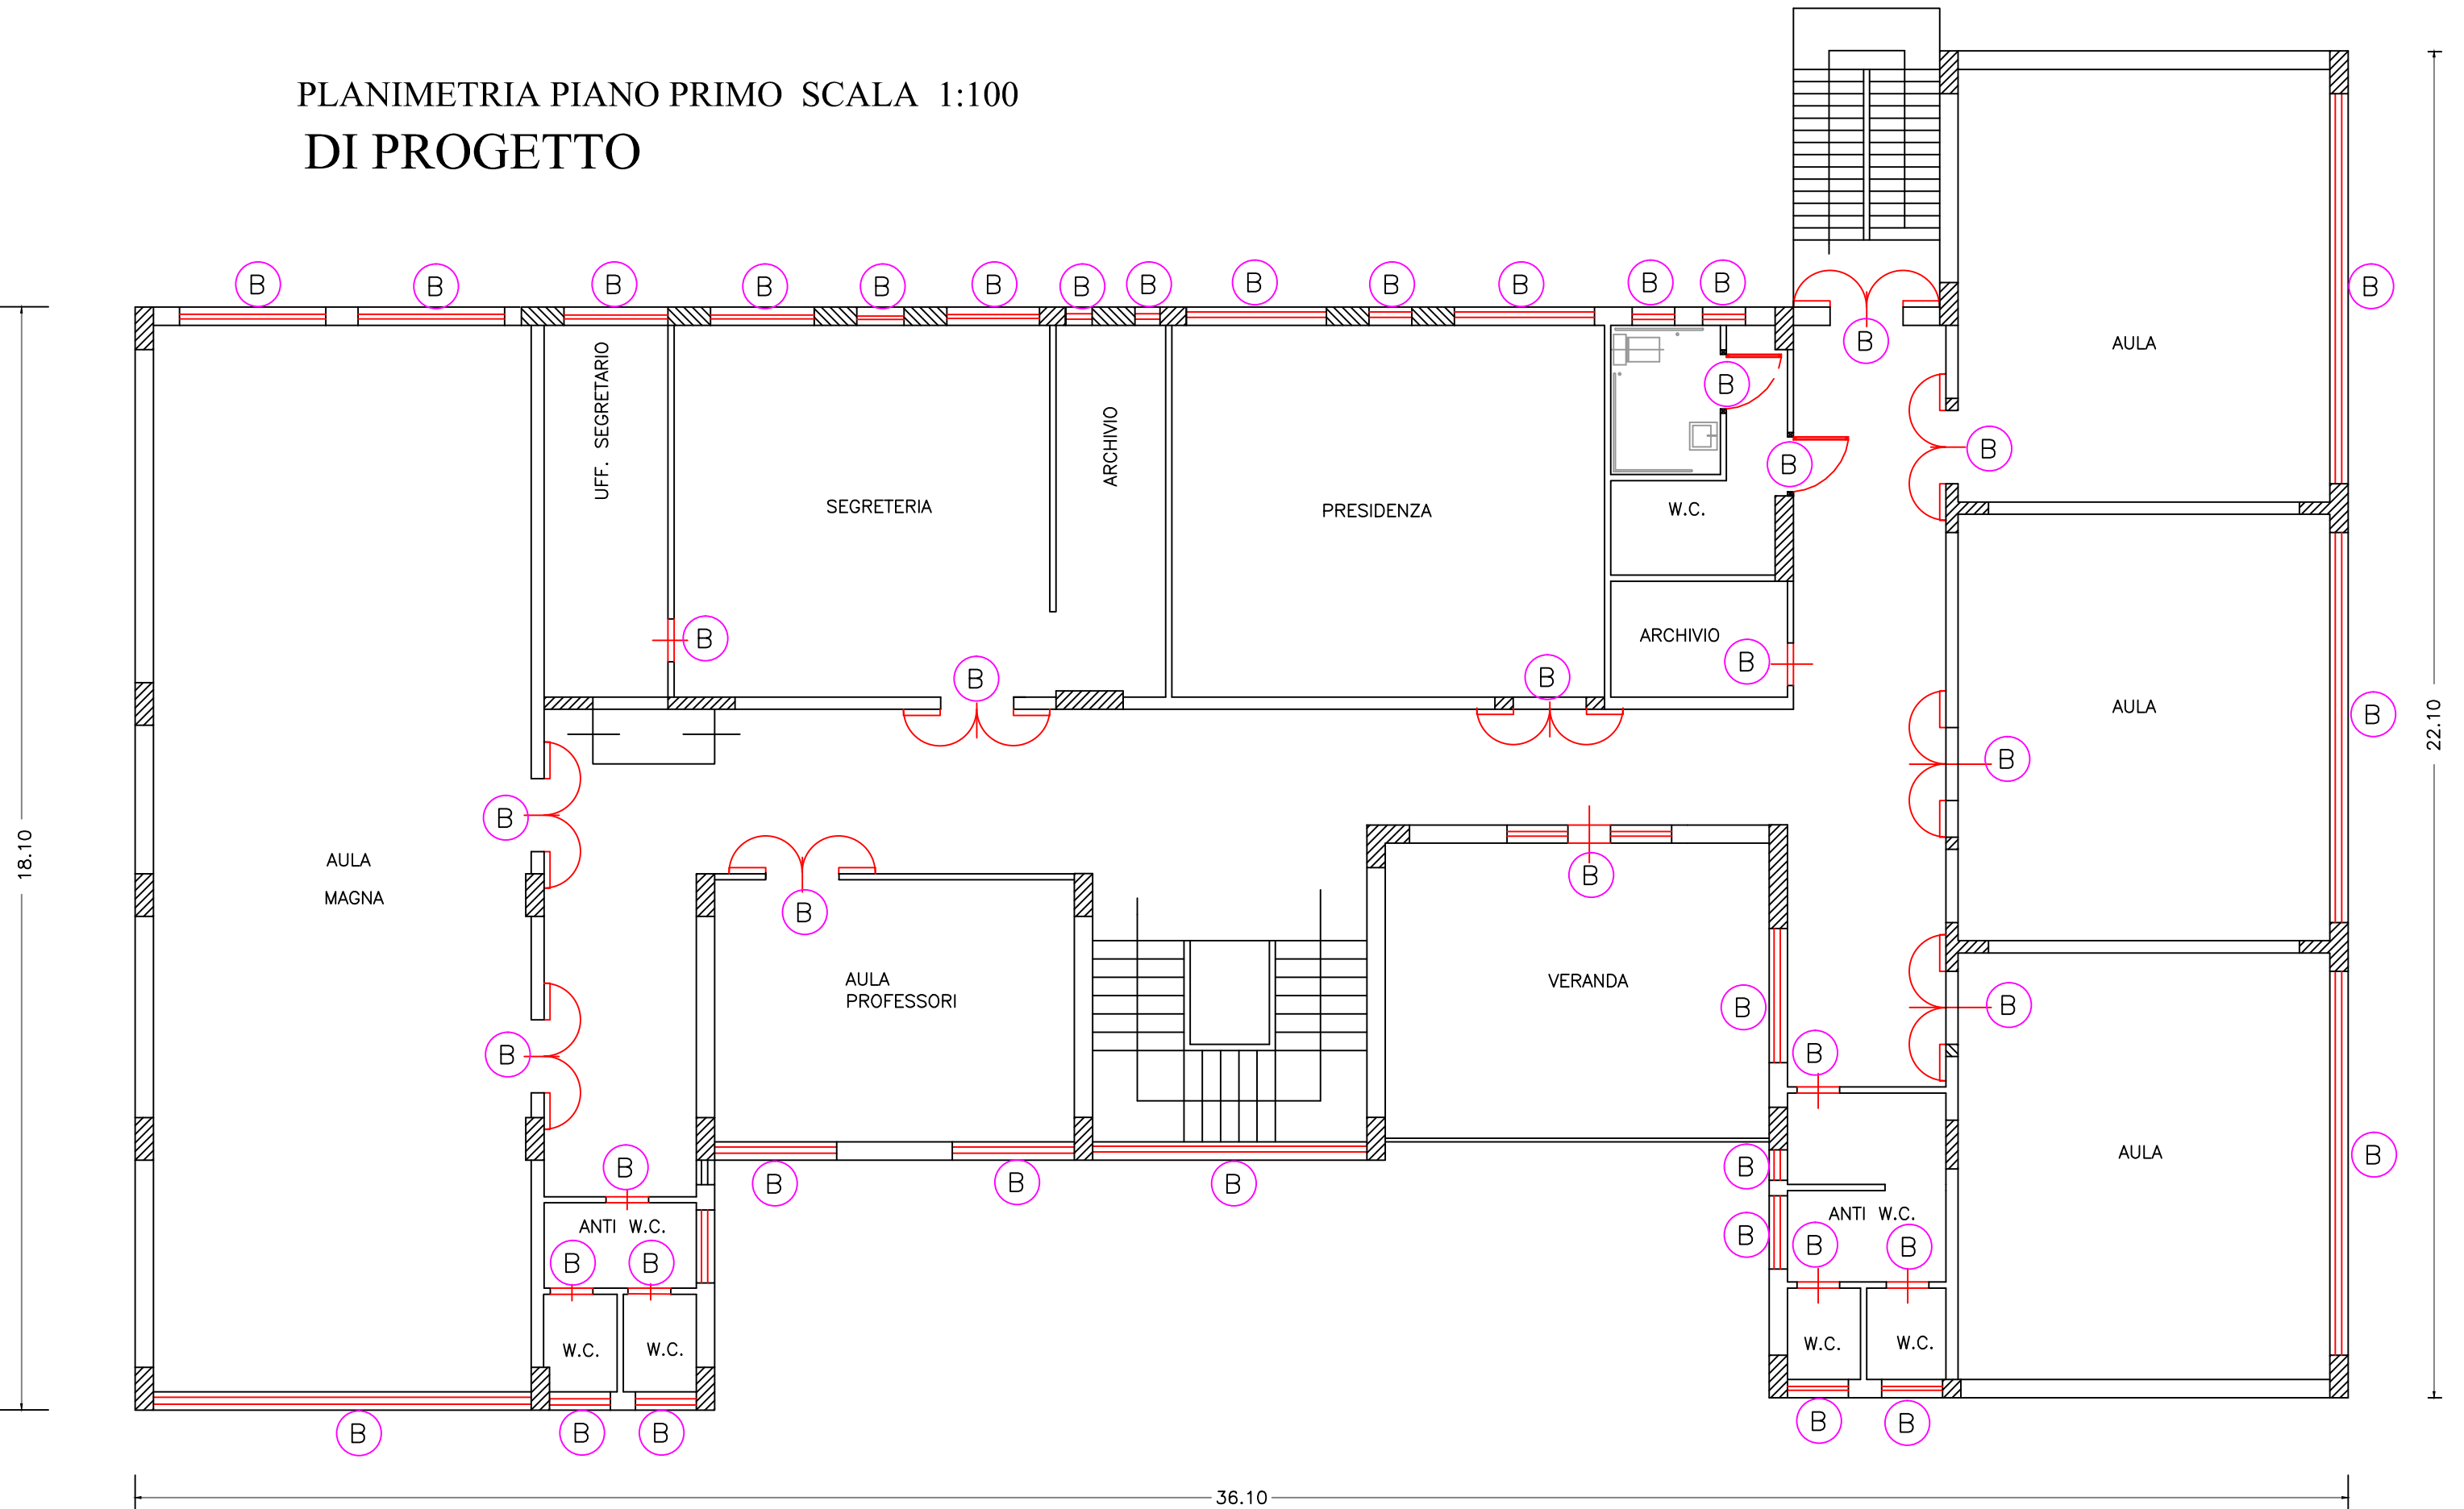 PLANIMETRIA PIANO PRIMO SCALA 1:100
DI PROGETTO
B B B B B B B B B B B B B
B
B
AULA
B
UFF. SEGRETARIO
ARCHIVIO
B
B
B
SEGRETERIA
PRESIDENZA
W.C.
B
ARCHIVIO
B
B
B
AULA
B
22.10
B
B
18.10
AULA
MAGNA
B
B
AULA
PROFESSORI
VERANDA
B
B
B
B
B
AULA
B
B
B
B
B
B
ANTI W.C.
ANTI W.C.
B
B
B
B
B
W.C.
W.C.
W.C.
W.C.
B
B
B
B
B
36.10